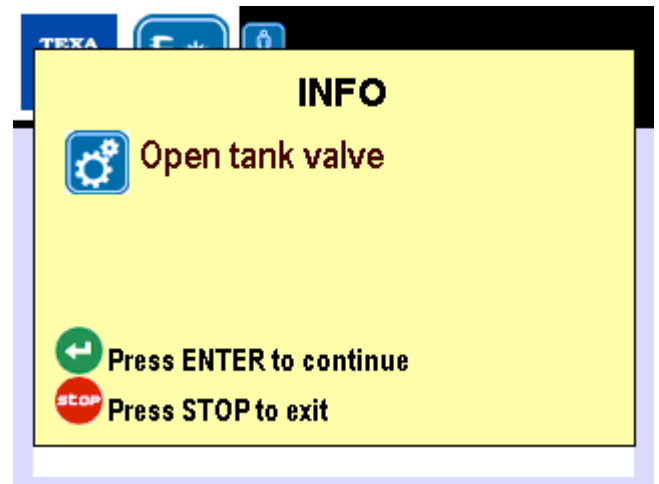 TEXA
INFO
Open tank valve
Press ENTER to continue
stop
Press STOP to exit